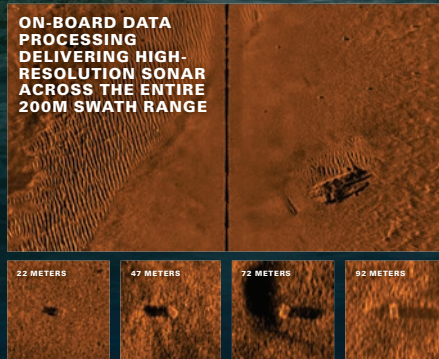 ON-BOARD DATA
PROCESSING
DELIVERING HIGH-
RESOLUTION SONAR
ACROSS THE ENTIRE
200M SWATH RANGE
22 METERS
47 METERS
72 METERS
92 METERS